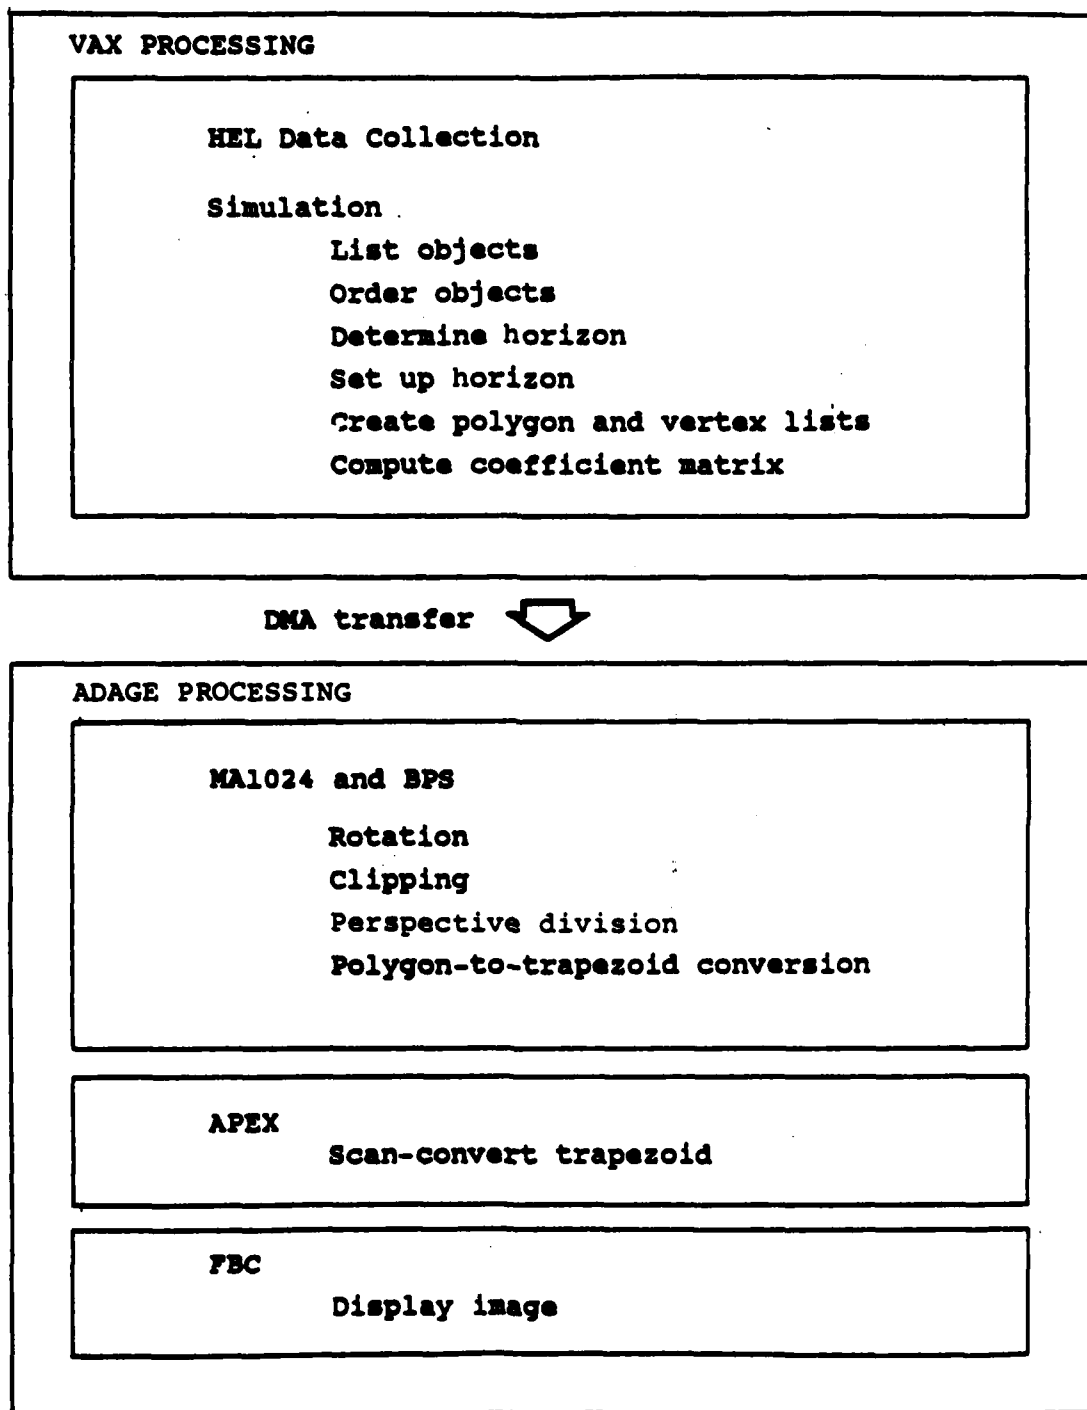 VAX PROCESSING
HEL Data Collection
Simulation
List objects
Order objects
Determine horizon
Set up horizon
Create polygon and vertex lists
Compute coefficient matrix
DMA transfer
ADAGE PROCESSING
MA1024 and BPS
Rotation
Clipping
Perspective division
Polygon-to-trapezoid conversion
APEX
Scan-convert trapezoid
FBC
Display image